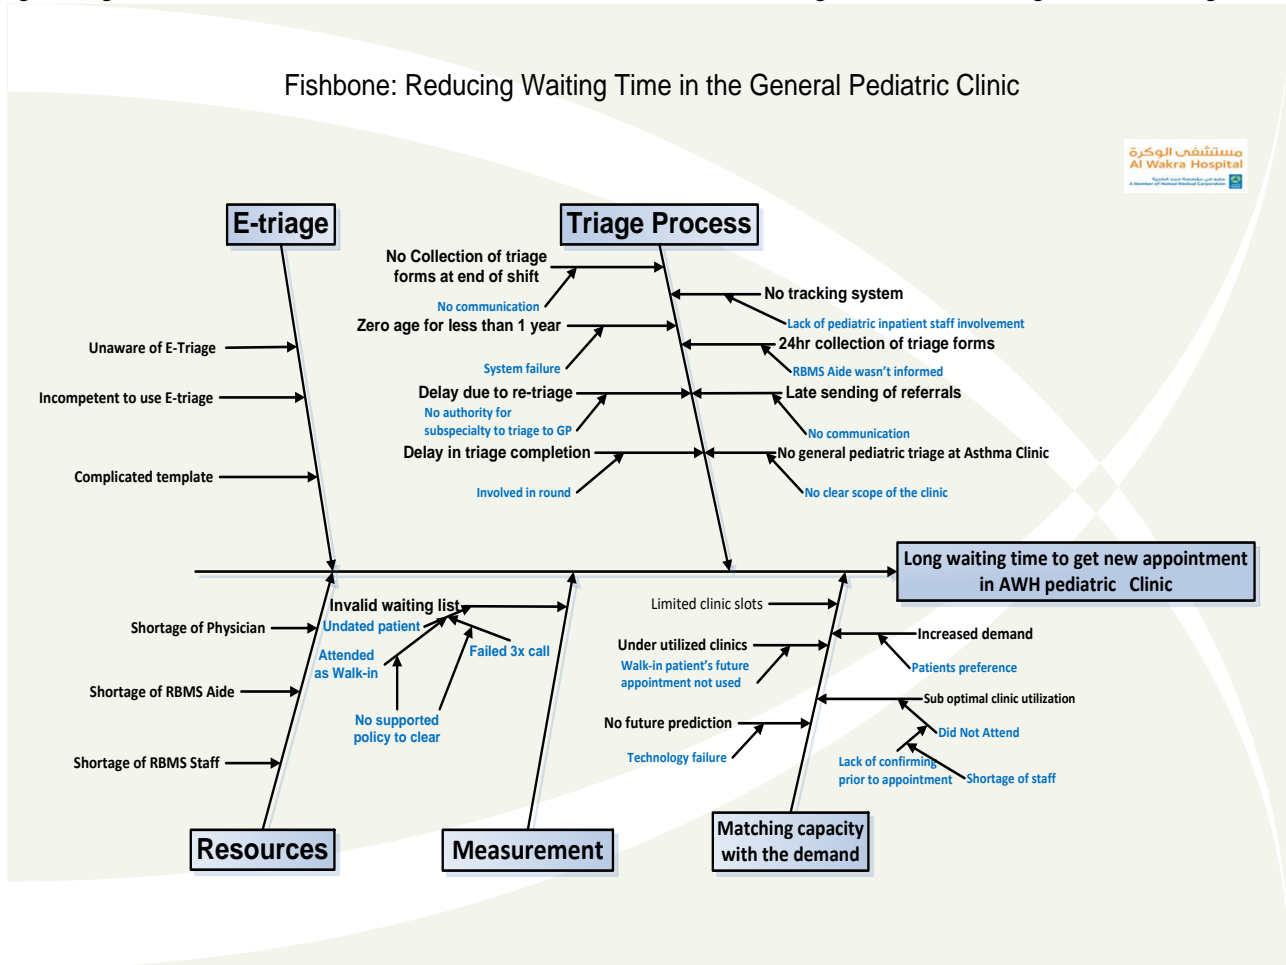 Fishbone: Reducing Waiting Time in the General Pediatric Clinic
مستشفى الوكرة
Al Wakra Hospital
A Member of Hamad Medical Corporation
E-triage
Triage Process
No Collection of triage
forms at end of shift
No communication
No tracking system
Lack of pediatric inpatient staff involvement
Zero age for less than 1 year
System failure
24hr collection of triage forms
RBMS Aide wasn't informed
Unaware of E-Triage
Incompetent to use E-triage
Complicated template
Delay due to re-triage
No authority for
subspecialty to triage to GP
Late sending of referrals
No communication
Delay in triage completion
Involved in round
No general pediatric triage at Asthma Clinic
No clear scope of the clinic
Long waiting time to get new appointment
in AWH pediatric Clinic
Shortage of Physician
Shortage of RBMS Aide
Shortage of RBMS Staff
Resources
Invalid waiting list
Undated patient
Attended
as Walk-in
Failed 3x call
No supported
policy to clear
Measurement
Limited clinic slots
Under utilized clinics
Walk-in patient's future
appointment not used
No future prediction
Technology failure
Increased demand
Patients preference
Sub optimal clinic utilization
Did Not Attend
Lack of confirming
prior to appointment
Shortage of staff
Matching capacity
with the demand